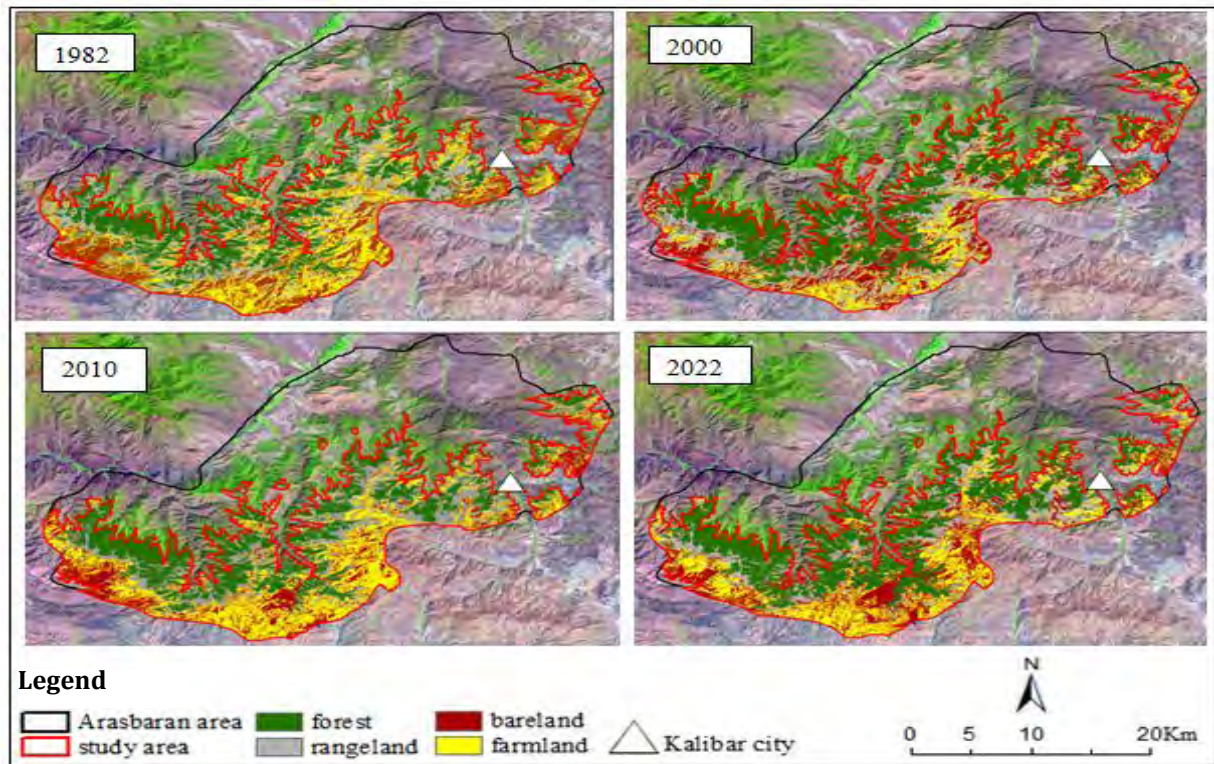 1982
2000
2010
2022
Legend
Arasbaran area
forest
bareland
study area
rangeland
farmland
Kalibar city
N
0 5 10 20Km